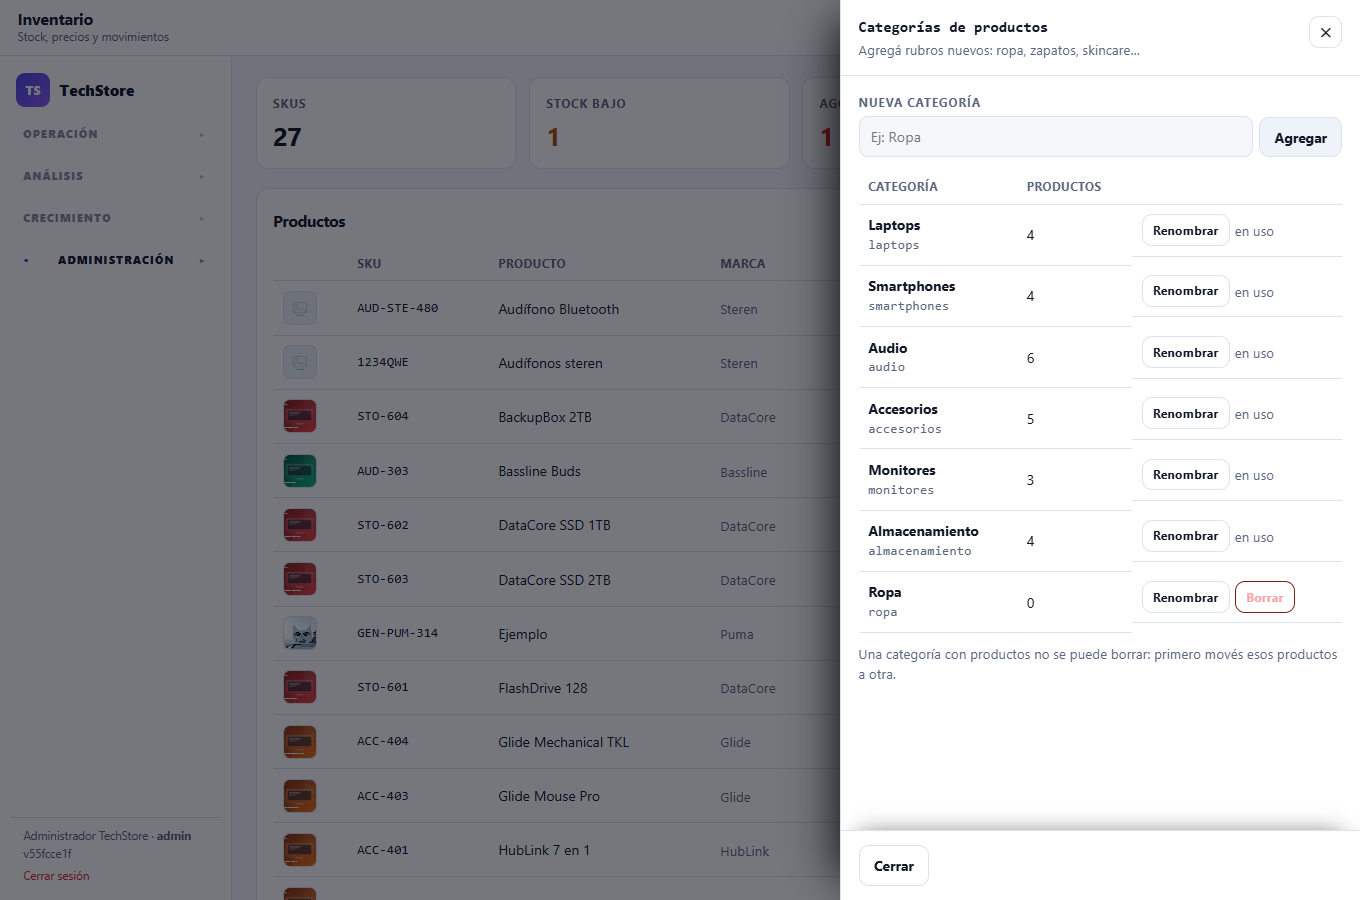 Inventario
Stock, precios y movimientos
TS TechStore
OPERACIÓN
ANÁLISIS
CRECIMIENTO
ADMINISTRACIÓN
Administrador TechStore · admin
v55fcce1f
Cerrar sesión
SKUS
27
STOCK BAJO
1
AG
1
Productos
SKU PRODUCTO MARCA
AUD-STE-480 Audífono Bluetooth Steren
1234QWE Audífonos steren Steren
STO-604 BackupBox 2TB DataCore
AUD-303 Bassline Buds Bassline
STO-602 DataCore SSD 1TB DataCore
STO-603 DataCore SSD 2TB DataCore
GEN-PUM-314 Ejemplo Puma
STO-601 FlashDrive 128 DataCore
ACC-404 Glide Mechanical TKL Glide
ACC-403 Glide Mouse Pro Glide
ACC-401 HubLink 7 en 1 HubLink
Categorías de productos
Agregá rubros nuevos: ropa, zapatos, skincare...
NUEVA CATEGORÍA
Ej: Ropa Agregar
CATEGORÍA PRODUCTOS
Laptops
laptops 4 Renombrar en uso
Smartphones
smartphones 4 Renombrar en uso
Audio
audio 6 Renombrar en uso
Accesorios
accesorios 5 Renombrar en uso
Monitores
monitores 3 Renombrar en uso
Almacenamiento
almacenamiento 4 Renombrar en uso
Ropa
ropa 0 Renombrar Borrar
Una categoría con productos no se puede borrar: primero movés esos productos
a otra.
Cerrar